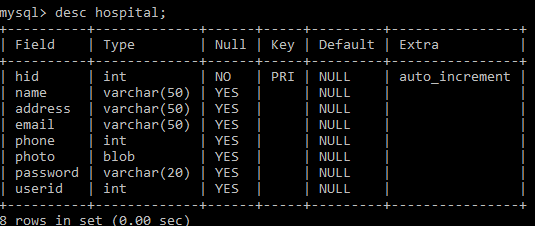 mysql> desc hospital;
+----------+-------------+------+-----+---------+----------------+
| Field    | Type        | Null | Key | Default | Extra          |
+----------+-------------+------+-----+---------+----------------+
| hid      | int         | NO   | PRI | NULL    | auto_increment |
| name     | varchar(50) | YES  |     | NULL    |                |
| address  | varchar(50) | YES  |     | NULL    |                |
| email    | varchar(50) | YES  |     | NULL    |                |
| phone    | int         | YES  |     | NULL    |                |
| photo    | blob        | YES  |     | NULL    |                |
| password | varchar(20) | YES  |     | NULL    |                |
| userid   | int         | YES  |     | NULL    |                |
+----------+-------------+------+-----+---------+----------------+
8 rows in set (0.00 sec)